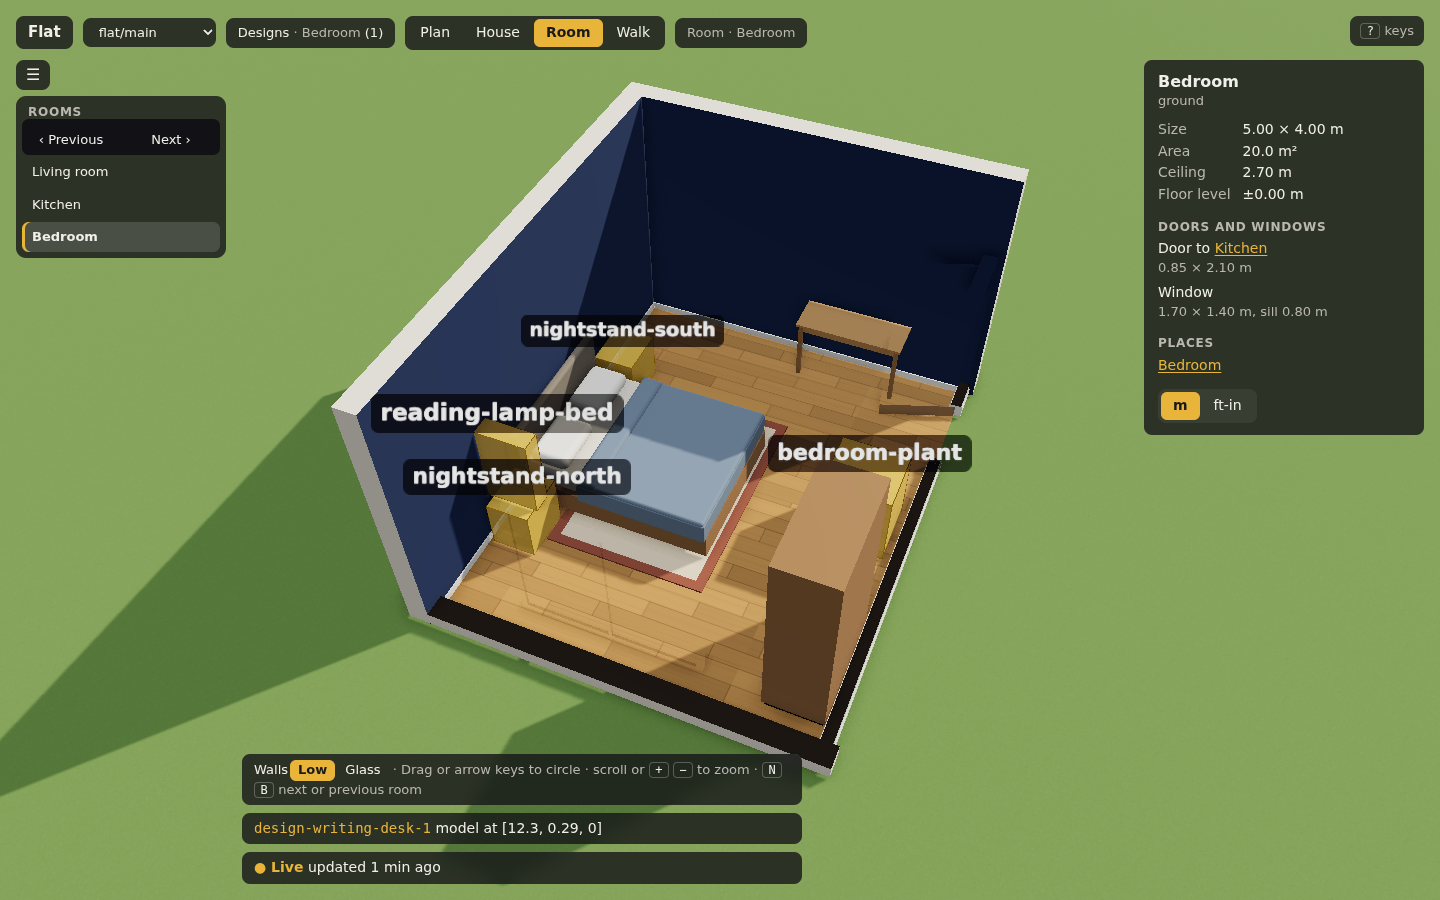 Flat
flat/main
Designs · Bedroom (1)
Plan House Room Walk
Room · Bedroom
? keys
☰
ROOMS
‹ Previous Next ›
Living room
Kitchen
Bedroom
nightstand-south
reading-lamp-bed
nightstand-north
bedroom-plant
Bedroom
ground
Size 5.00 × 4.00 m
Area 20.0 m²
Ceiling 2.70 m
Floor level ±0.00 m
DOORS AND WINDOWS
Door to Kitchen
0.85 × 2.10 m
Window
1.70 × 1.40 m, sill 0.80 m
PLACES
Bedroom
m ft-in
Walls Low Glass · Drag or arrow keys to circle · scroll or + − to zoom · N
B next or previous room
design-writing-desk-1 model at [12.3, 0.29, 0]
● Live updated 1 min ago